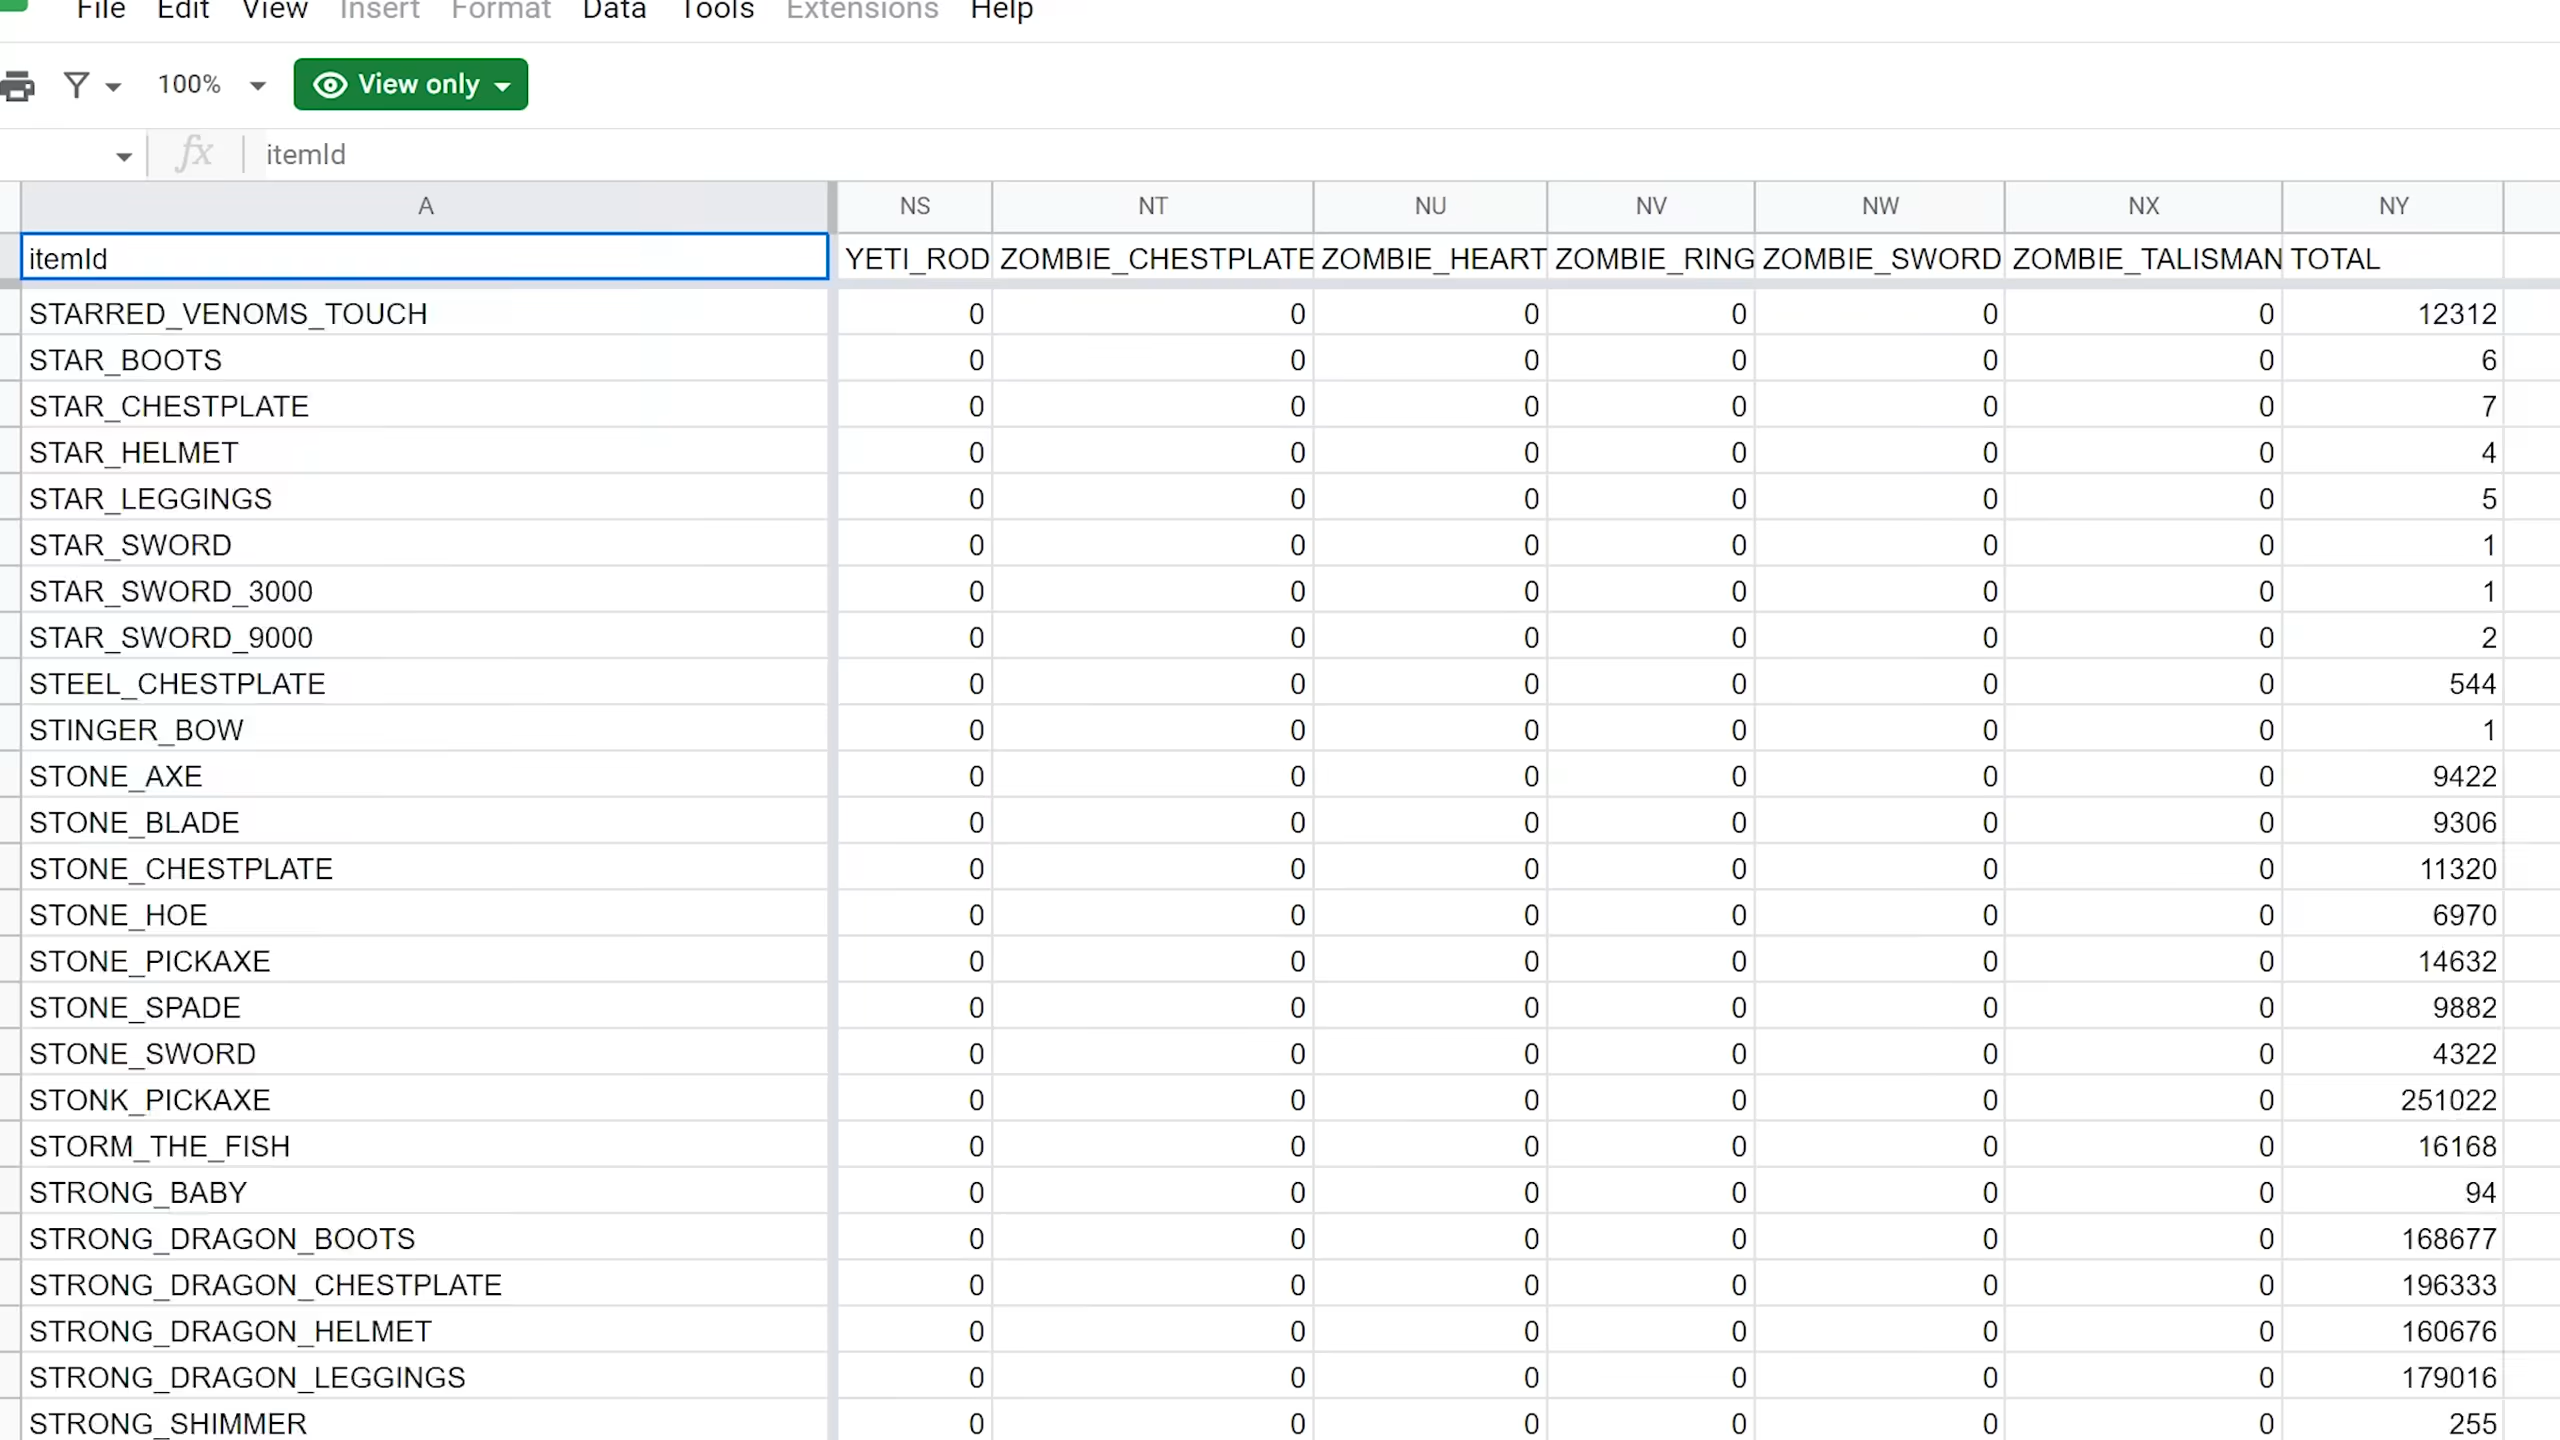 File Edit View Insert Format Data Tools Extensions Help
100% View only
fx itemId
A NS NT NU NV NW NX NY
itemId YETI_ROD ZOMBIE_CHESTPLATE ZOMBIE_HEART ZOMBIE_RING ZOMBIE_SWORD ZOMBIE_TALISMAN TOTAL
STARRED_VENOMS_TOUCH 0 0 0 0 0 0 12312
STAR_BOOTS 0 0 0 0 0 0 6
STAR_CHESTPLATE 0 0 0 0 0 0 7
STAR_HELMET 0 0 0 0 0 0 4
STAR_LEGGINGS 0 0 0 0 0 0 5
STAR_SWORD 0 0 0 0 0 0 1
STAR_SWORD_3000 0 0 0 0 0 0 1
STAR_SWORD_9000 0 0 0 0 0 0 2
STEEL_CHESTPLATE 0 0 0 0 0 0 544
STINGER_BOW 0 0 0 0 0 0 1
STONE_AXE 0 0 0 0 0 0 9422
STONE_BLADE 0 0 0 0 0 0 9306
STONE_CHESTPLATE 0 0 0 0 0 0 11320
STONE_HOE 0 0 0 0 0 0 6970
STONE_PICKAXE 0 0 0 0 0 0 14632
STONE_SPADE 0 0 0 0 0 0 9882
STONE_SWORD 0 0 0 0 0 0 4322
STONK_PICKAXE 0 0 0 0 0 0 251022
STORM_THE_FISH 0 0 0 0 0 0 16168
STRONG_BABY 0 0 0 0 0 0 94
STRONG_DRAGON_BOOTS 0 0 0 0 0 0 168677
STRONG_DRAGON_CHESTPLATE 0 0 0 0 0 0 196333
STRONG_DRAGON_HELMET 0 0 0 0 0 0 160676
STRONG_DRAGON_LEGGINGS 0 0 0 0 0 0 179016
STRONG_SHIMMER 0 0 0 0 0 0 255